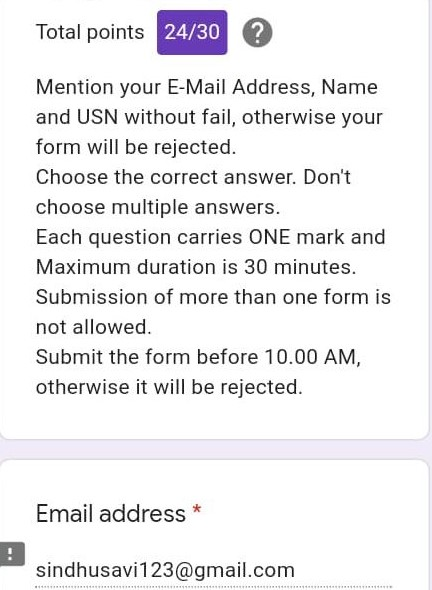 Total points 24/30 ?
Mention your E-Mail Address, Name
and USN without fail, otherwise your
form will be rejected.
Choose the correct answer. Don't
choose multiple answers.
Each question carries ONE mark and
Maximum duration is 30 minutes.
Submission of more than one form is
not allowed.
Submit the form before 10.00 AM,
otherwise it will be rejected.
Email address *
!
sindhusavi123@gmail.com